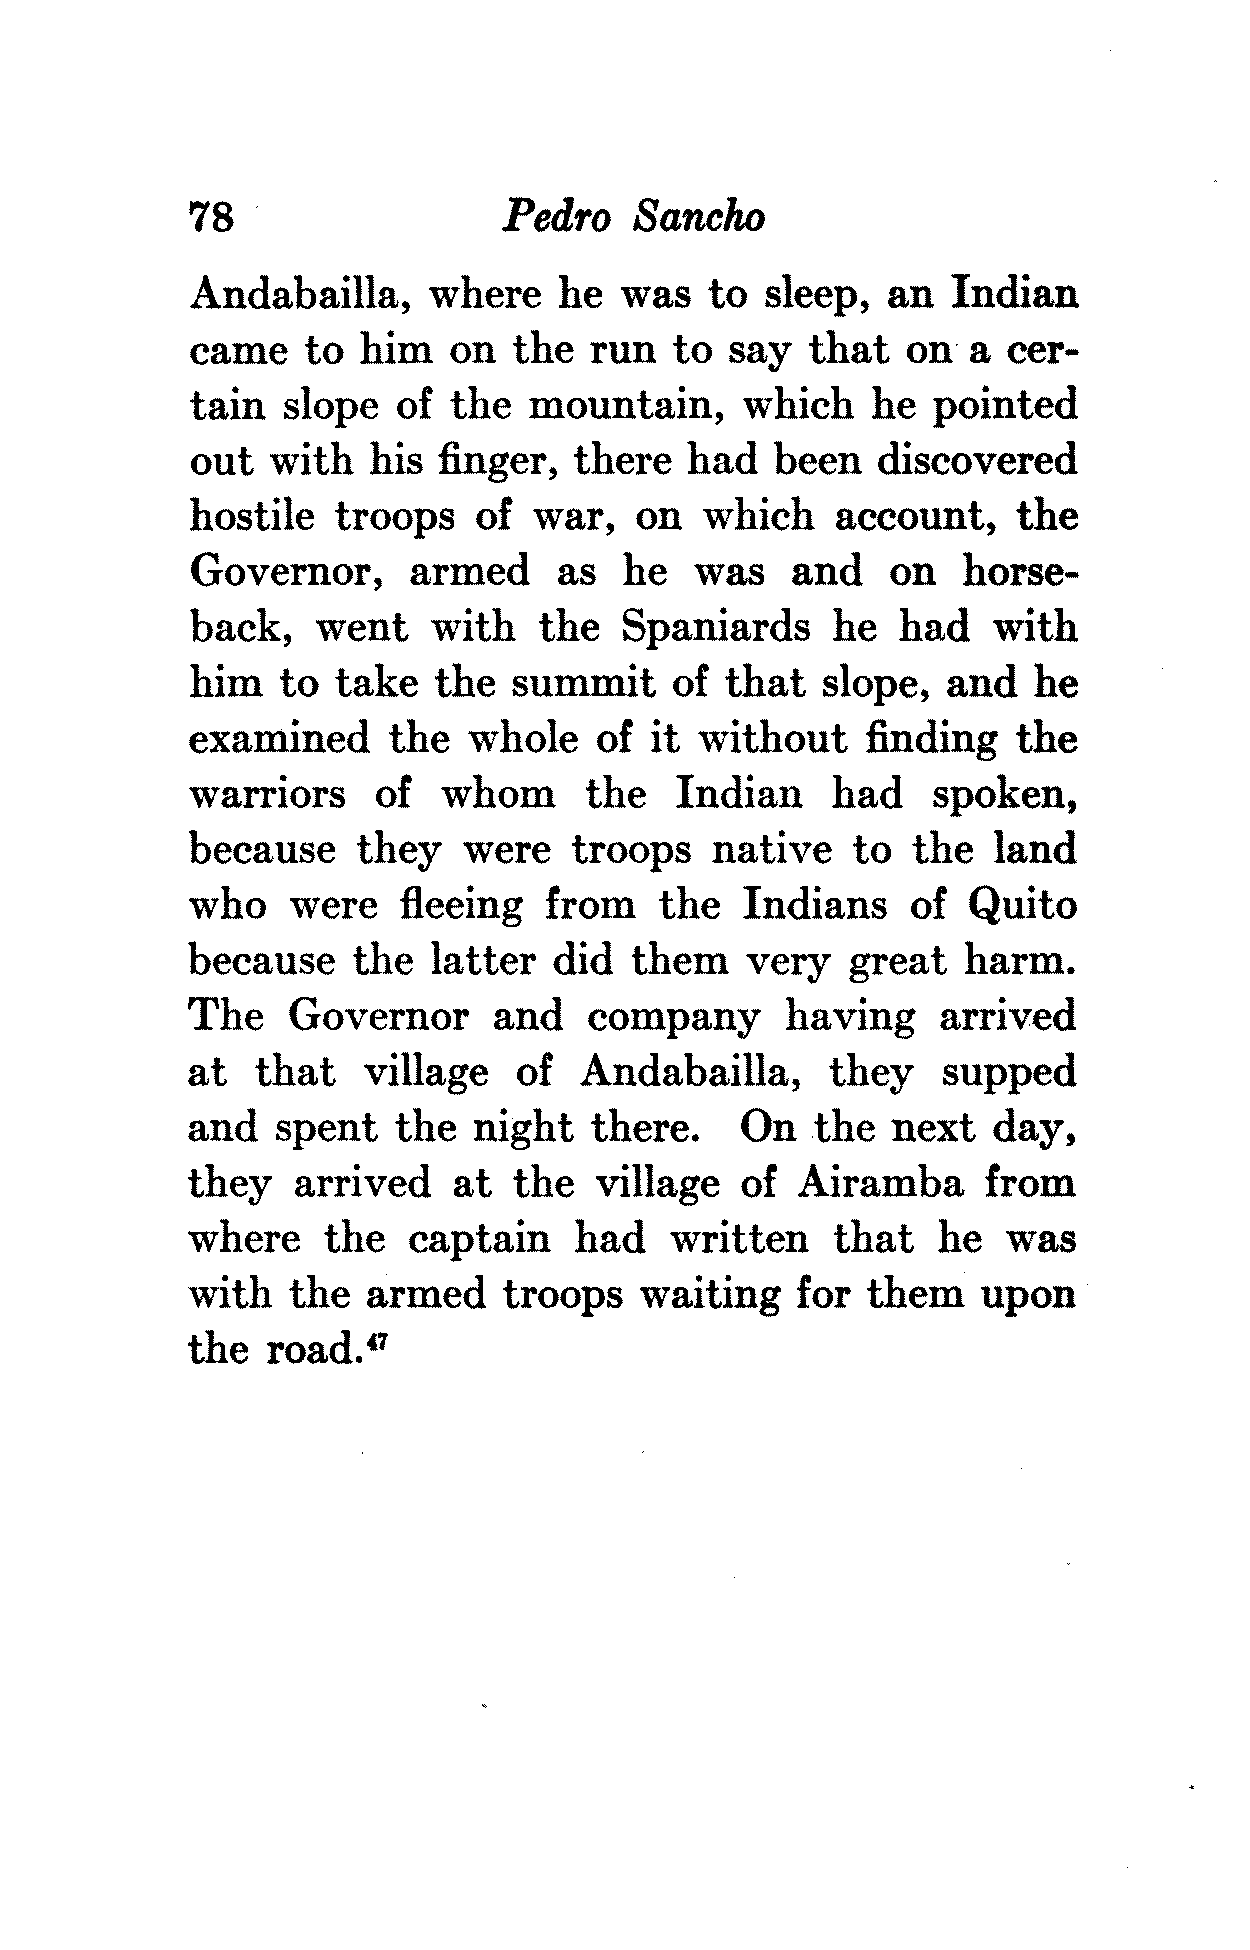 78 Pedro Sancho
Andabailla, where he was to sleep, an Indian
came to him on the run to say that on a cer-
tain slope of the mountain, which he pointed
out with his finger, there had been discovered
hostile troops of war, on which account, the
Governor, armed as he was and on horse-
back, went with the Spaniards he had with
him to take the summit of that slope, and he
examined the whole of it without finding the
warriors of whom the Indian had spoken,
because they were troops native to the land
who were fleeing from the Indians of Quito
because the latter did them very great harm.
The Governor and company having arrived
at that village of Andabailla, they supped
and spent the night there. On the next day,
they arrived at the village of Airamba from
where the captain had written that he was
with the armed troops waiting for them upon
the road.⁴⁷